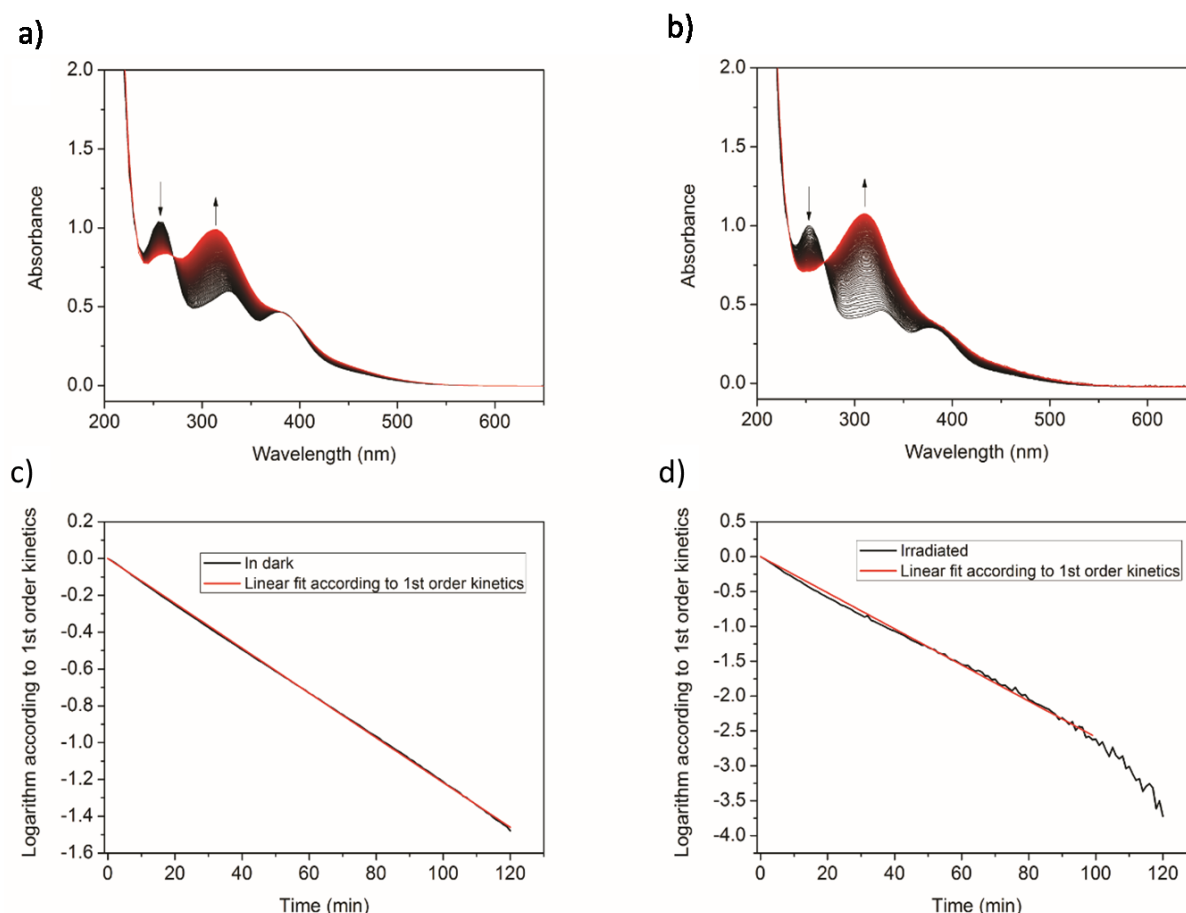 a)
2.0
1.5
1.0
0.5
0.0
Absorbance
200 300 400 500 600
Wavelength (nm)
b)
2.0
1.5
1.0
0.5
0.0
Absorbance
200 300 400 500 600
Wavelength (nm)
c)
0.2
0.0
-0.2
-0.4
-0.6
-0.8
-1.0
-1.2
-1.4
-1.6
Logarithm according to 1st order kinetics
In dark
Linear fit according to 1st order kinetics
0 20 40 60 80 100 120
Time (min)
d)
0.5
0.0
-0.5
-1.0
-1.5
-2.0
-2.5
-3.0
-3.5
-4.0
Logarithm according to 1st order kinetics
Irradiated
Linear fit according to 1st order kinetics
0 20 40 60 80 100 120
Time (min)